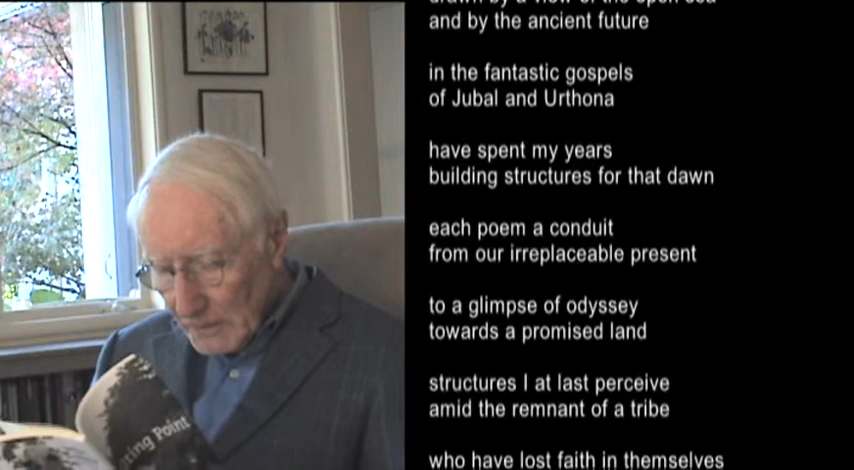 and by the ancient future
in the fantastic gospels
of Jubal and Urthona
have spent my years
building structures for that dawn
each poem a conduit
from our irreplaceable present
to a glimpse of odyssey
towards a promised land
structures I at last perceive
amid the remnant of a tribe
who have lost faith in themselves
Point